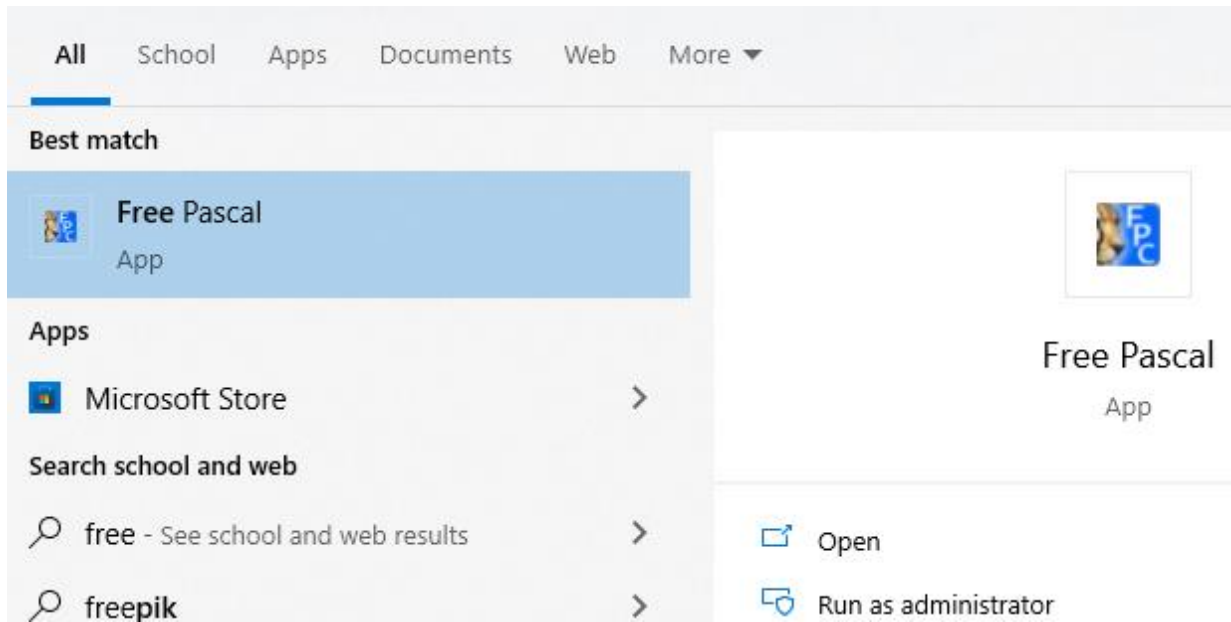 All School Apps Documents Web More
Best match
Free Pascal
App
Apps
Microsoft Store
Search school and web
free - See school and web results
freepik
FPC
Free Pascal
App
Open
Run as administrator